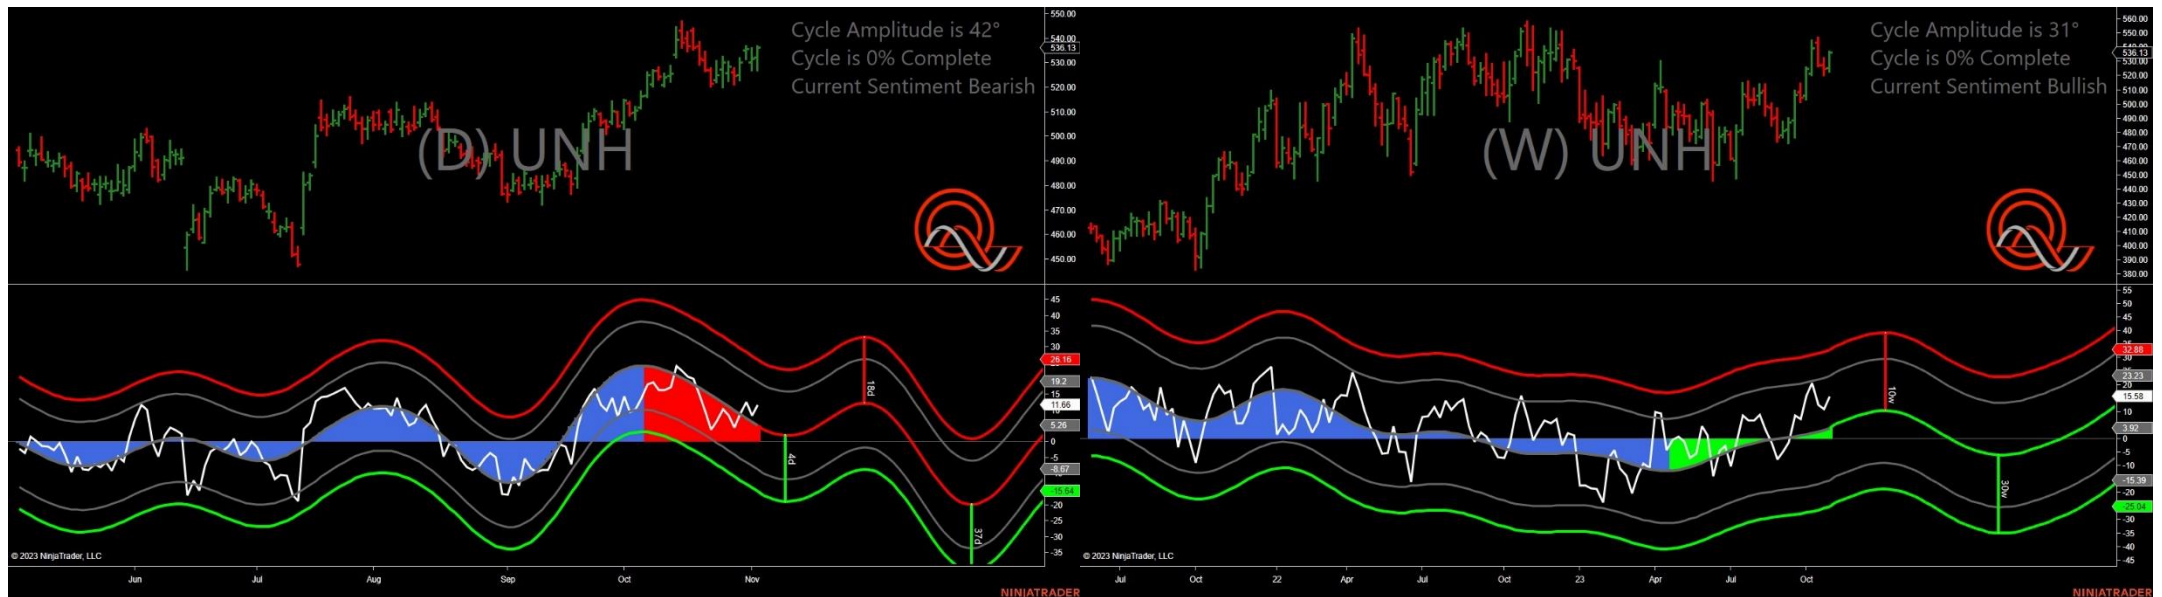 Cycle Amplitude is 42°
Cycle is 0% Complete
Current Sentiment Bearish
(D) UNH
550.00
540.00
536.13
530.00
520.00
510.00
500.00
490.00
480.00
470.00
460.00
450.00
45
40
35
30
26.16
19.2
15
11.66
5.26
0
-5
-8.67
-15.64
-20
-25
-30
-35
18d
4d
37d
© 2023 NinjaTrader, LLC
Jun
Jul
Aug
Sep
Oct
Nov
NINJATRADER
Cycle Amplitude is 31°
Cycle is 0% Complete
Current Sentiment Bullish
(W) UNH
560.00
550.00
536.13
530.00
520.00
510.00
500.00
490.00
480.00
470.00
460.00
450.00
440.00
430.00
420.00
410.00
400.00
390.00
380.00
55
50
45
40
32.88
23.23
20
15.58
10
3.92
0
-5
-10
-15.39
-20
-25.04
-30
-35
-40
-45
10w
30w
© 2023 NinjaTrader, LLC
Jul
Oct
22
Apr
Jul
Oct
23
Apr
Jul
Oct
NINJATRADER